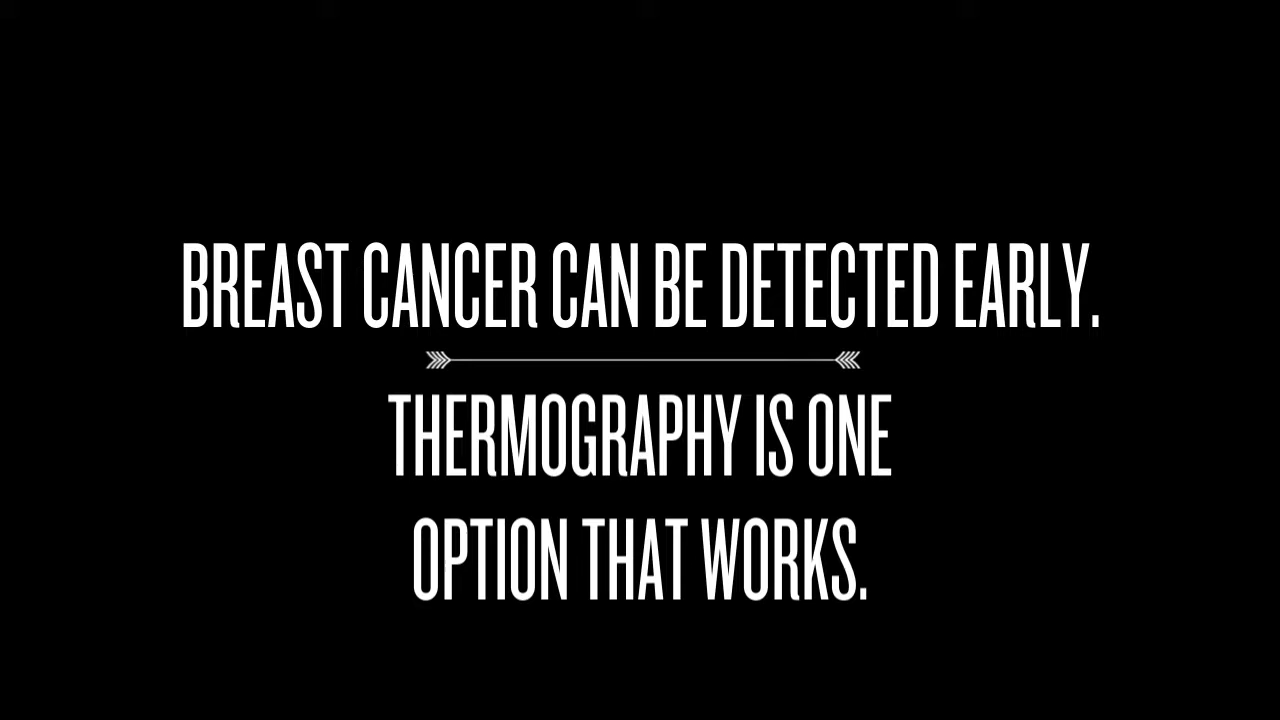 BREAST CANCER CAN BE DETECTED EARLY.
THERMOGRAPHY IS ONE
OPTION THAT WORKS.